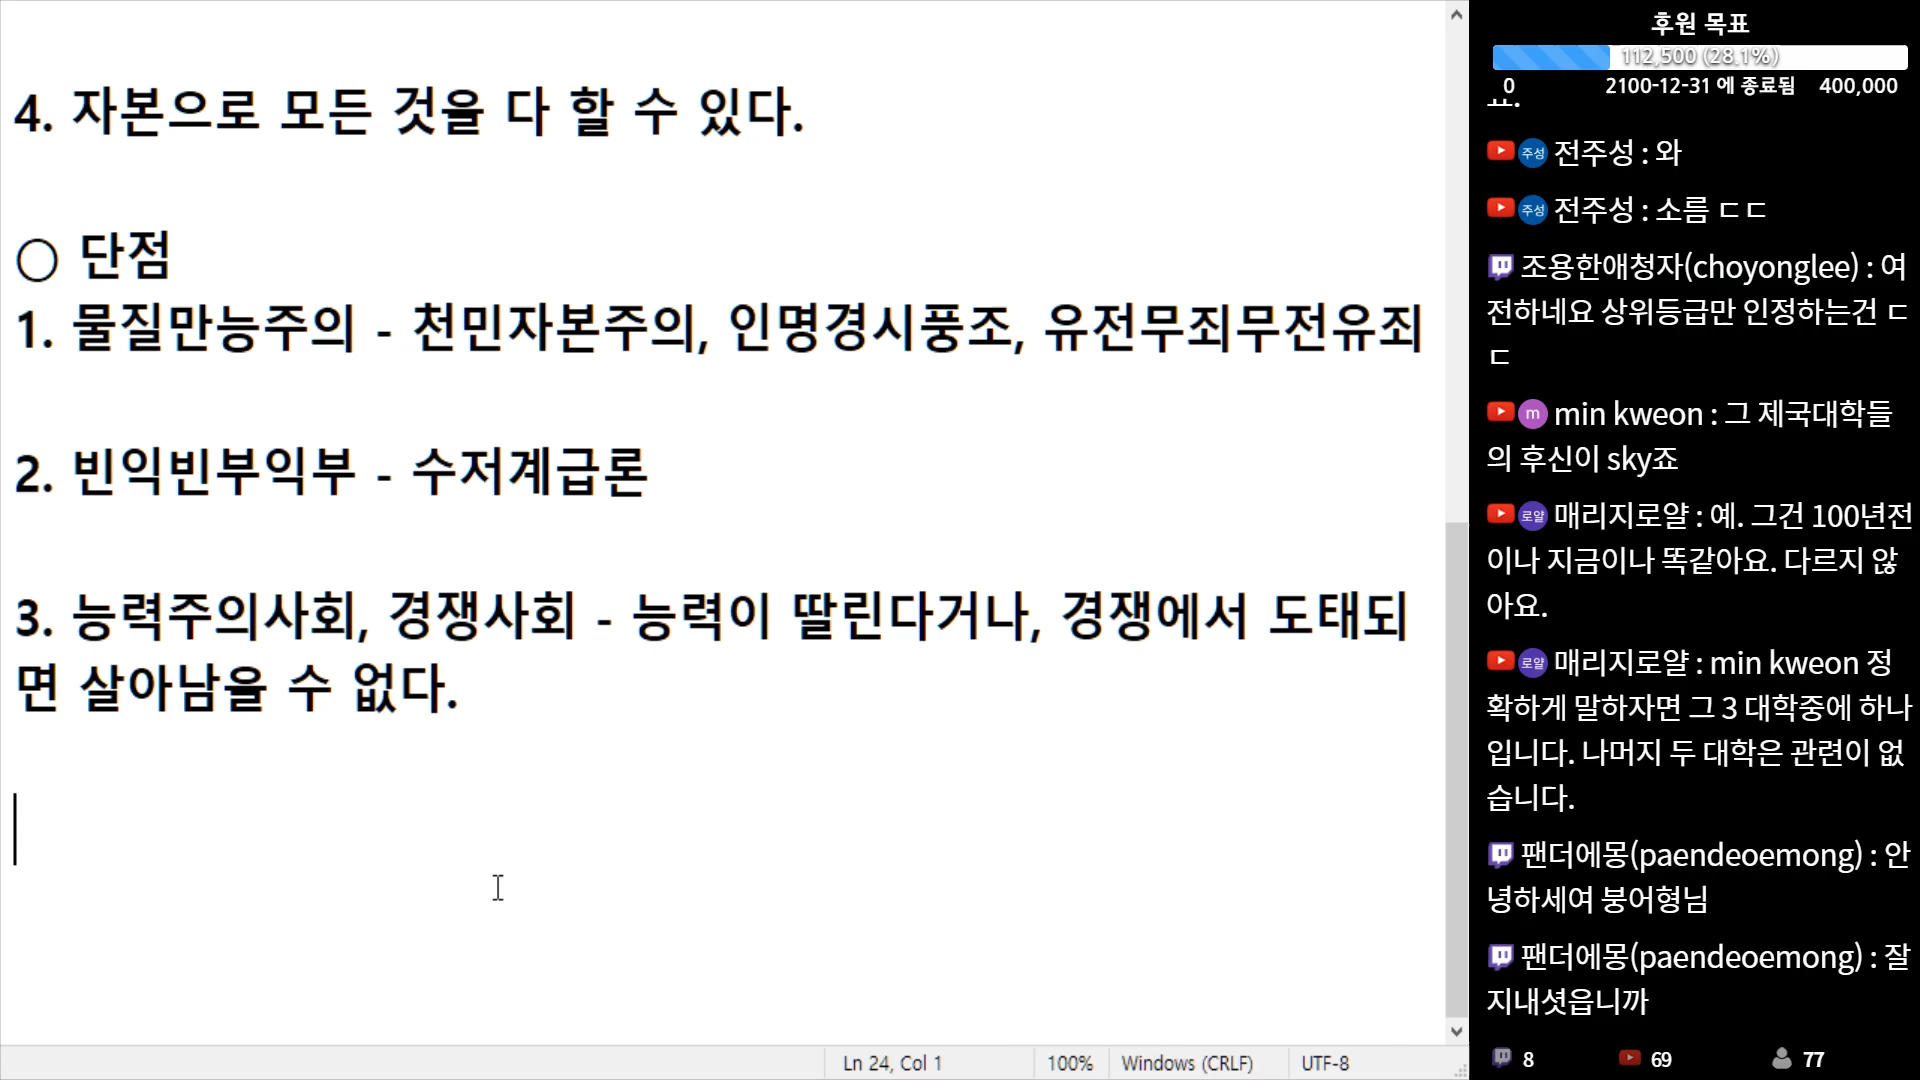 4. 자본으로 모든 것을 다 할 수 있다.
○ 단점
1. 물질만능주의 - 천민자본주의, 인명경시풍조, 유전무죄무전유죄
2. 빈익빈부익부 - 수저계급론
3. 능력주의사회, 경쟁사회 - 능력이 딸린다거나, 경쟁에서 도태되
면 살아남을 수 없다.
Ln 24, Col 1
100%
Windows (CRLF)
UTF-8
후원 목표
112,500 (28.1%)
0 2100-12-31 에 종료됨 400,000
요.
주성 전주성 : 와
주성 전주성 : 소름 ㄷㄷ
조용한애청자(choyonglee) : 여
전하네요 상위등급만 인정하는건 ㄷ
ㄷ
m min kweon : 그 제국대학들
의 후신이 sky죠
로얄 매리지로얄 : 예. 그건 100년전
이나 지금이나 똑같아요. 다르지 않
아요.
로얄 매리지로얄 : min kweon 정
확하게 말하자면 그 3 대학중에 하나
입니다. 나머지 두 대학은 관련이 없
습니다.
팬더에몽(paendeoemong) : 안
녕하세여 붕어형님
팬더에몽(paendeoemong) : 잘
지내셧읍니까
8 69 77